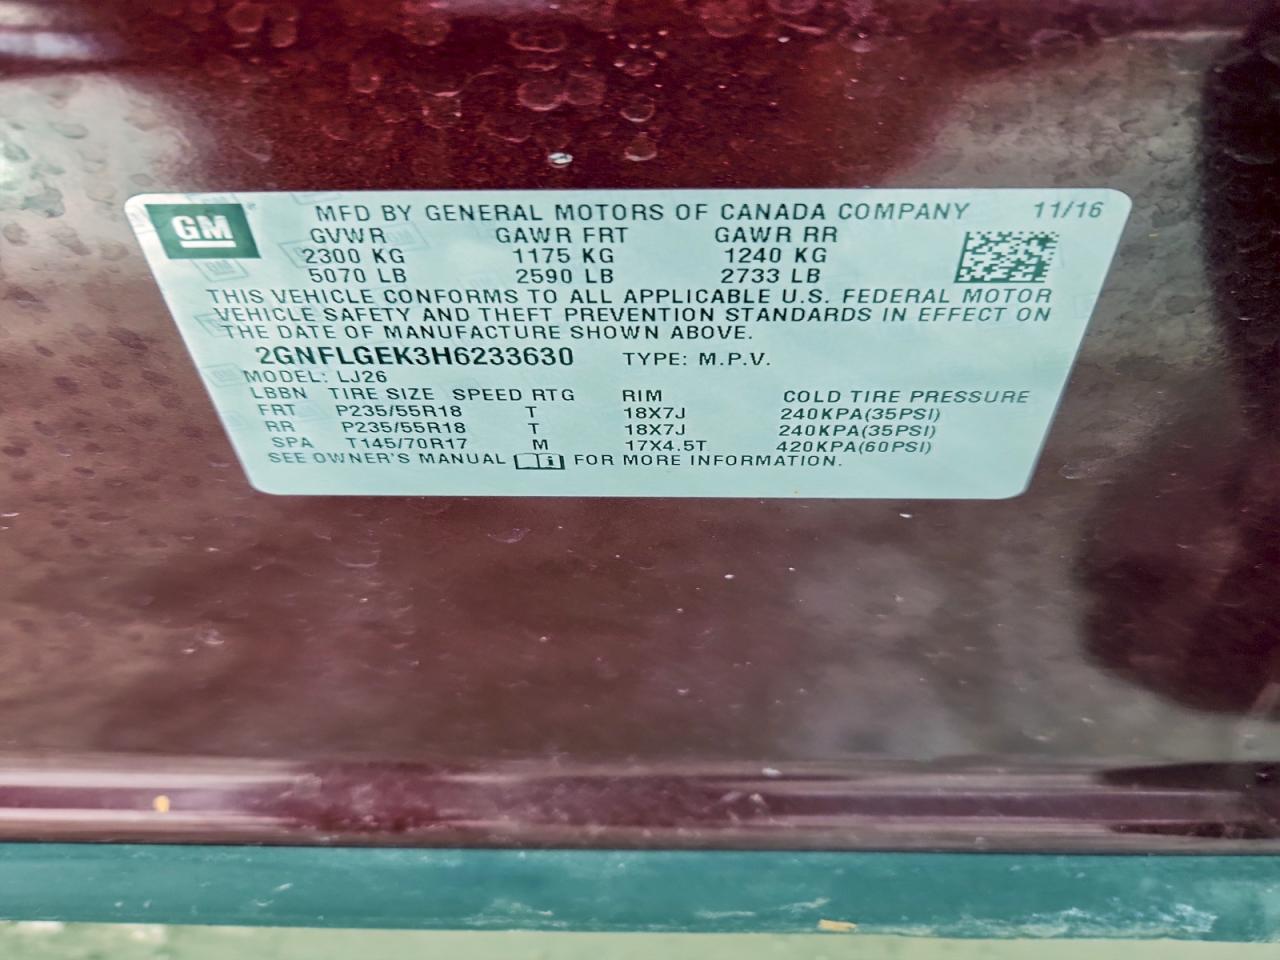 GM MFD BY GENERAL MOTORS OF CANADA COMPANY 11/16
GVWR GAWR FRT GAWR RR
2300 KG 1175 KG 1240 KG
5070 LB 2590 LB 2733 LB
THIS VEHICLE CONFORMS TO ALL APPLICABLE U.S. FEDERAL MOTOR
VEHICLE SAFETY AND THEFT PREVENTION STANDARDS IN EFFECT ON
THE DATE OF MANUFACTURE SHOWN ABOVE.
2GNFLGEK3H6233630 TYPE: M.P.V.
MODEL: LJ26
LBBN TIRE SIZE SPEED RTG RIM COLD TIRE PRESSURE
FRT P235/55R18 T 18X7J 240KPA(35PSI)
RR P235/55R18 T 18X7J 240KPA(35PSI)
SPA T145/70R17 M 17X4.5T 420KPA(60PSI)
SEE OWNER'S MANUAL FOR MORE INFORMATION.